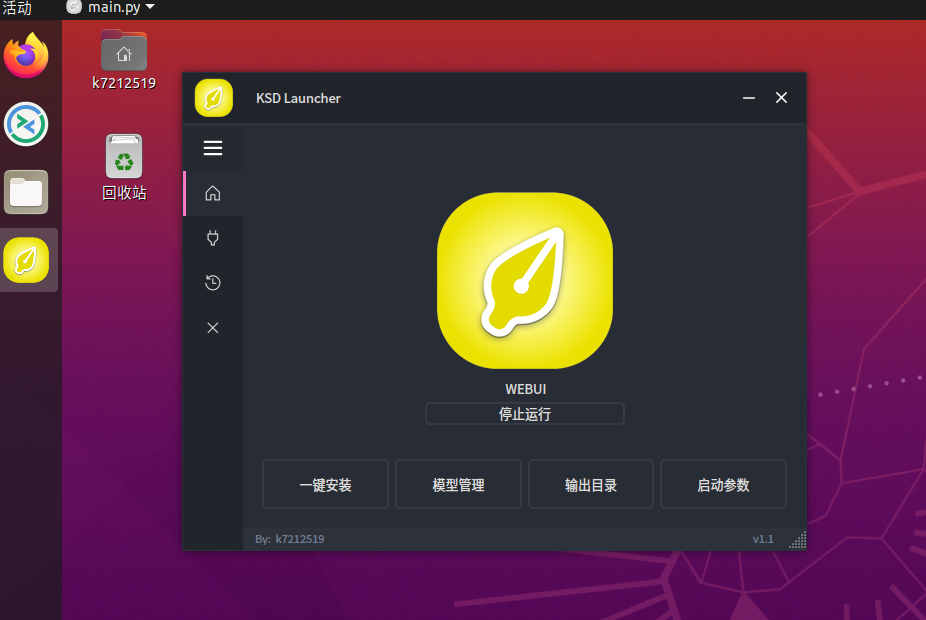 活动
main.py
k7212519
回收站
KSD Launcher
WEBUI
停止运行
一键安装
模型管理
输出目录
启动参数
By: k7212519
v1.1